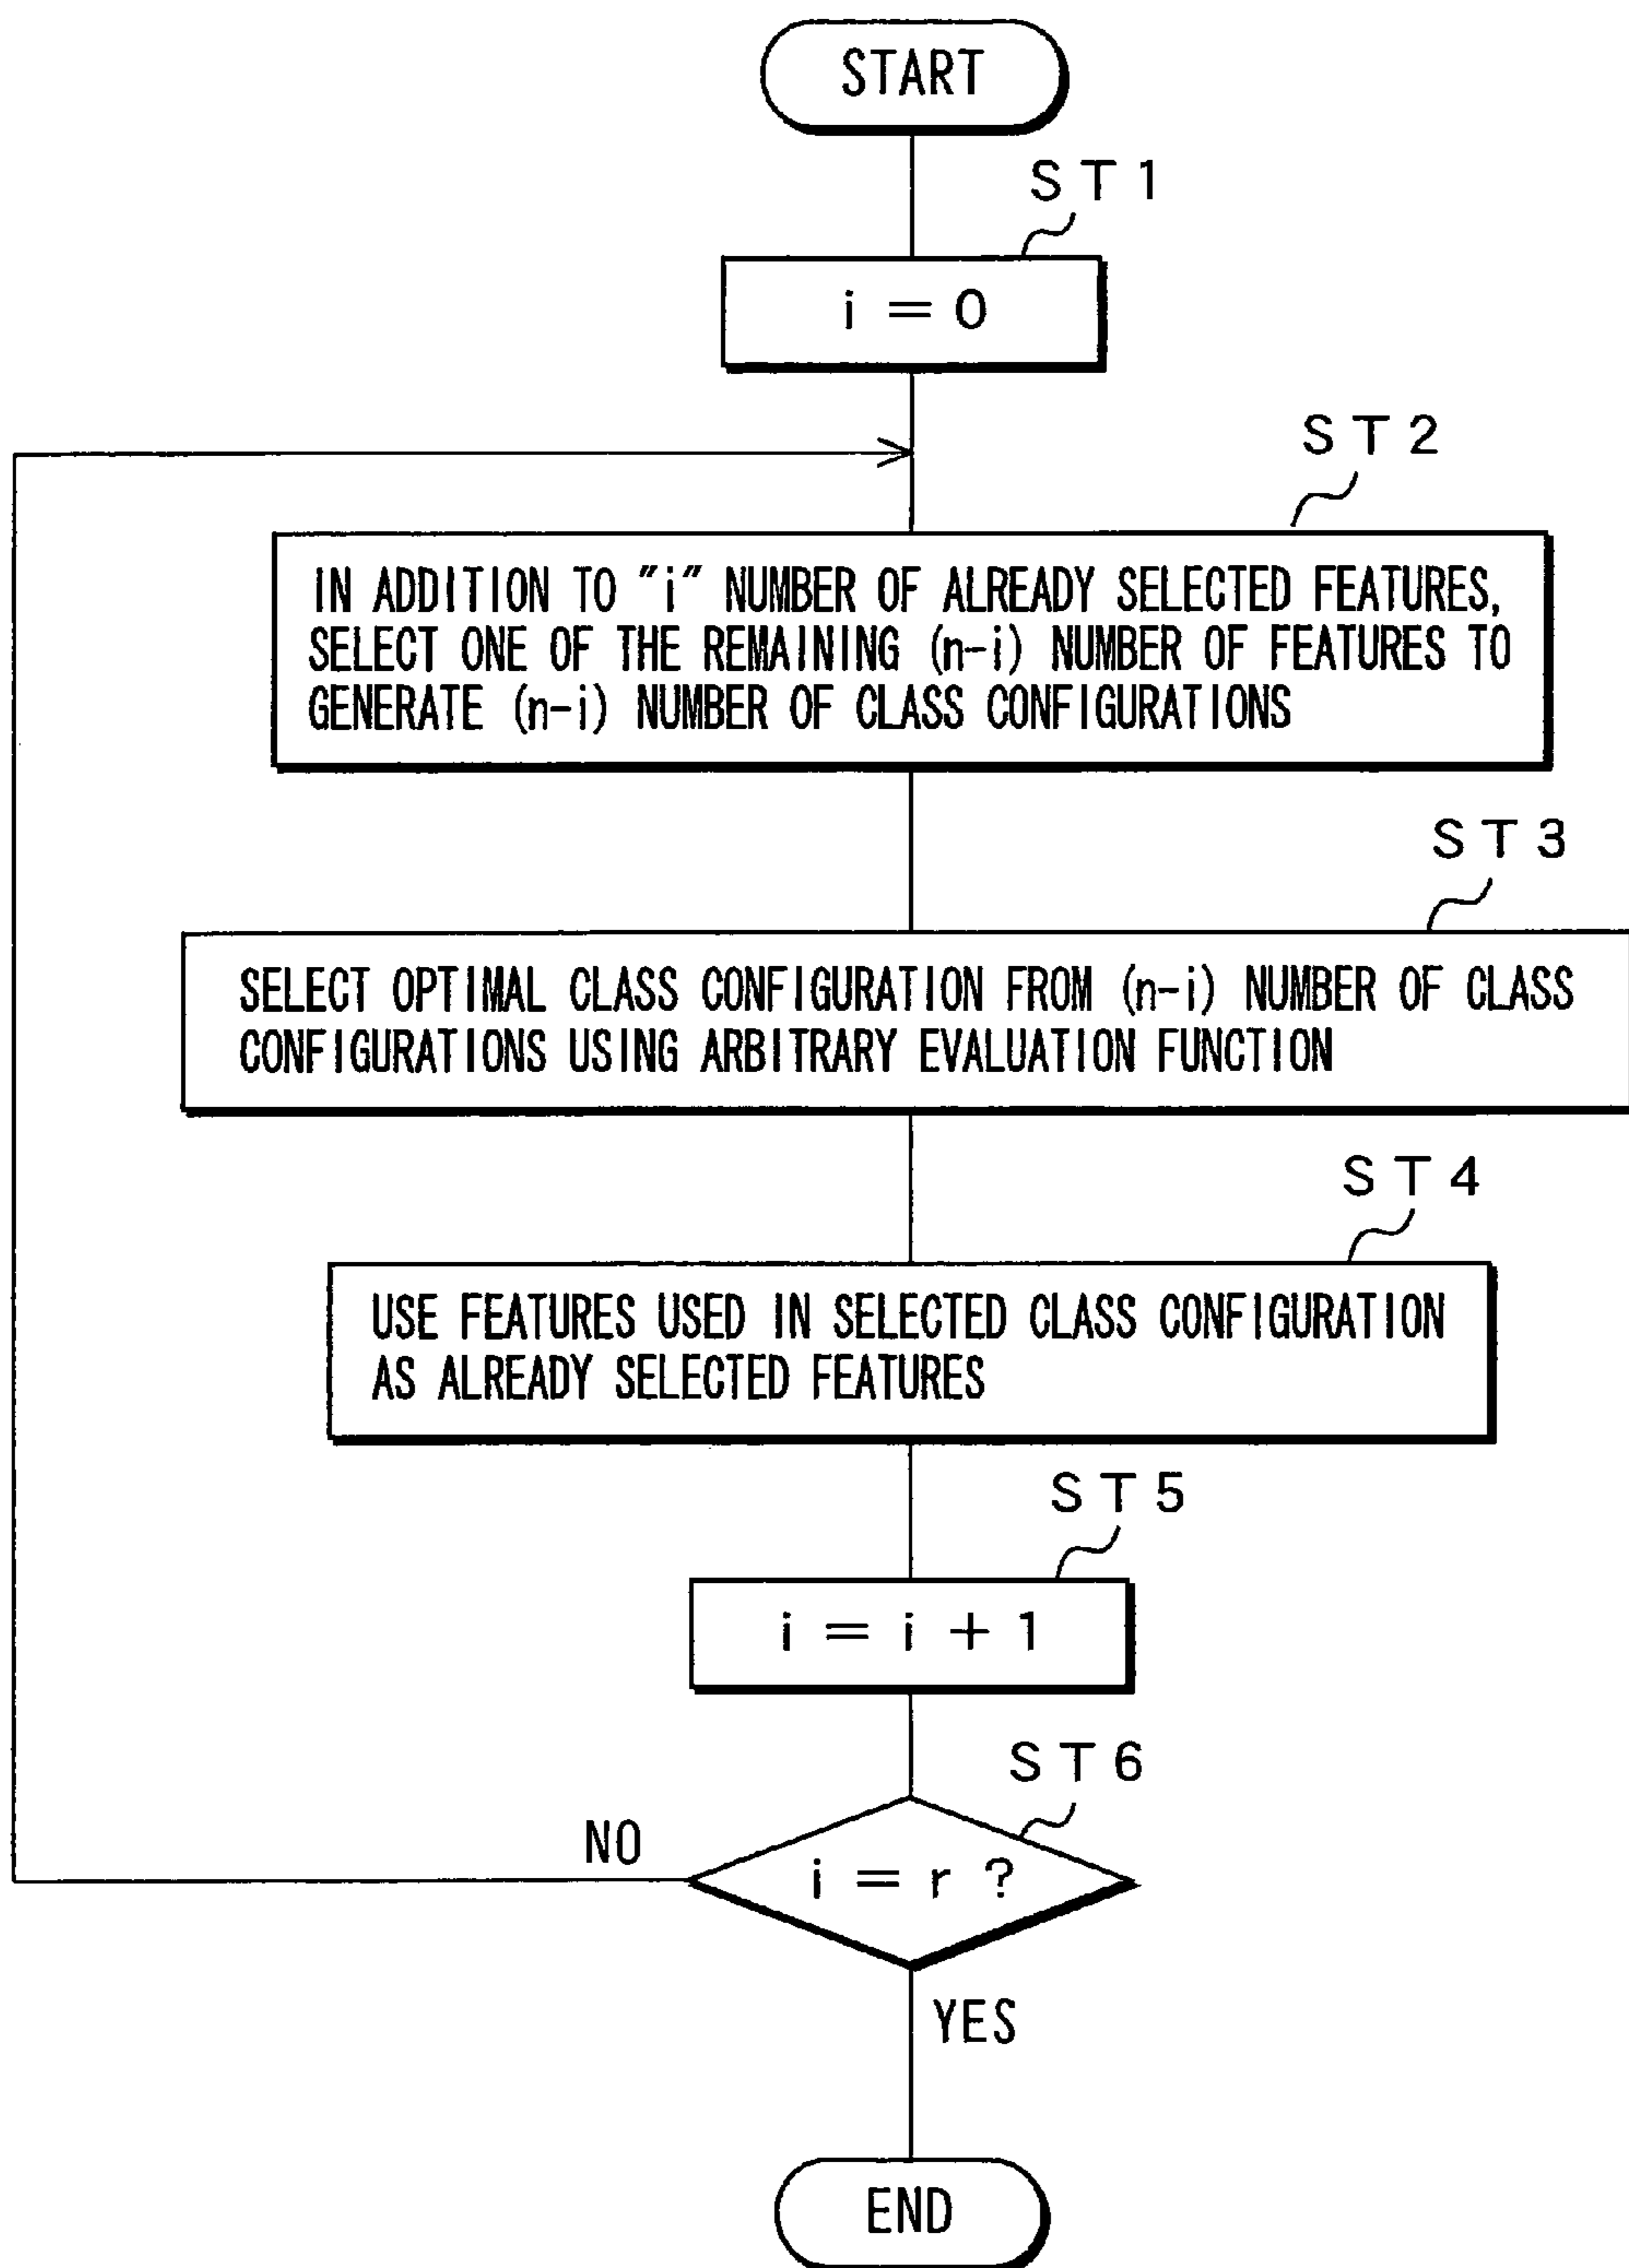 START
ST1
i = 0
ST2
IN ADDITION TO "i" NUMBER OF ALREADY SELECTED FEATURES,
SELECT ONE OF THE REMAINING (n-i) NUMBER OF FEATURES TO
GENERATE (n-i) NUMBER OF CLASS CONFIGURATIONS
ST3
SELECT OPTIMAL CLASS CONFIGURATION FROM (n-i) NUMBER OF CLASS
CONFIGURATIONS USING ARBITRARY EVALUATION FUNCTION
ST4
USE FEATURES USED IN SELECTED CLASS CONFIGURATION
AS ALREADY SELECTED FEATURES
ST5
i = i + 1
ST6
NO
i = r ?
YES
END